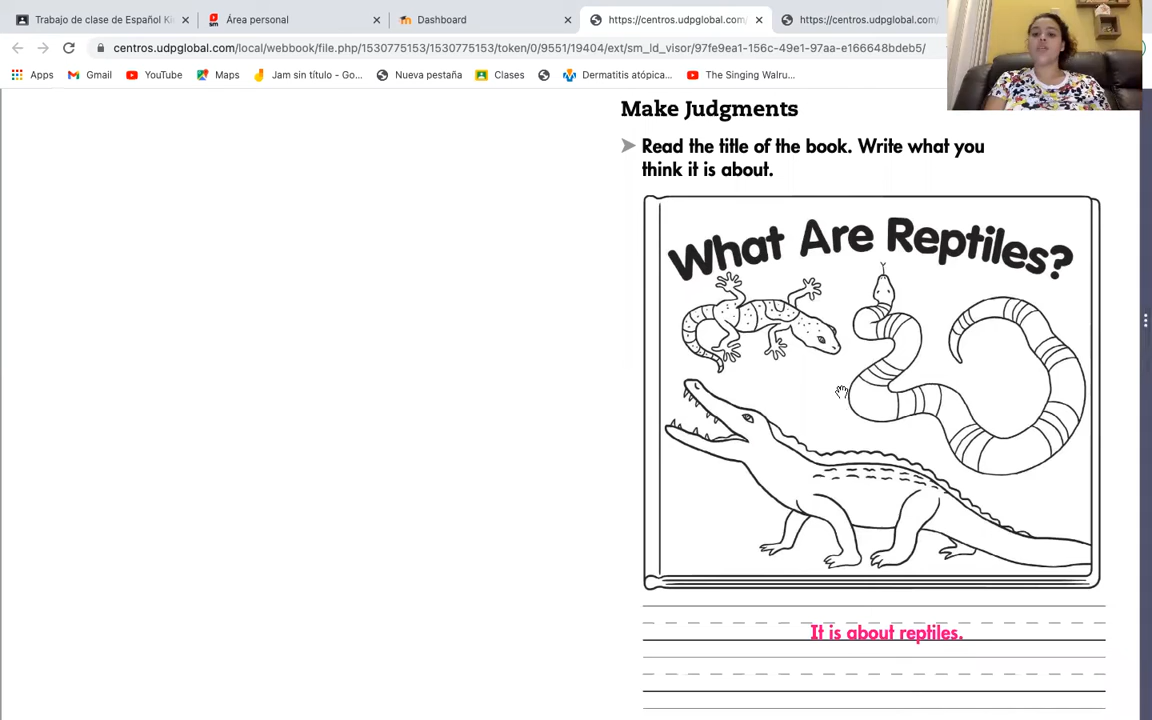 Trabajo de clase de Español Ki
Área personal
Dashboard
https://centros.udpglobal.com/
https://centros.udpglobal.com/
centros.udpglobal.com/local/webbook/file.php/1530775153/1530775153/token/0/9551/19404/ext/sm_ld_visor/97fe9ea1-156c-49e1-97aa-e166648bdeb5/
Apps
Gmail
YouTube
Maps
Jam sin título - Go...
Nueva pestaña
Clases
Dermatitis atópica...
The Singing Walru...
Make Judgments
Read the title of the book. Write what you
think it is about.
What Are Reptiles?
It is about reptiles.